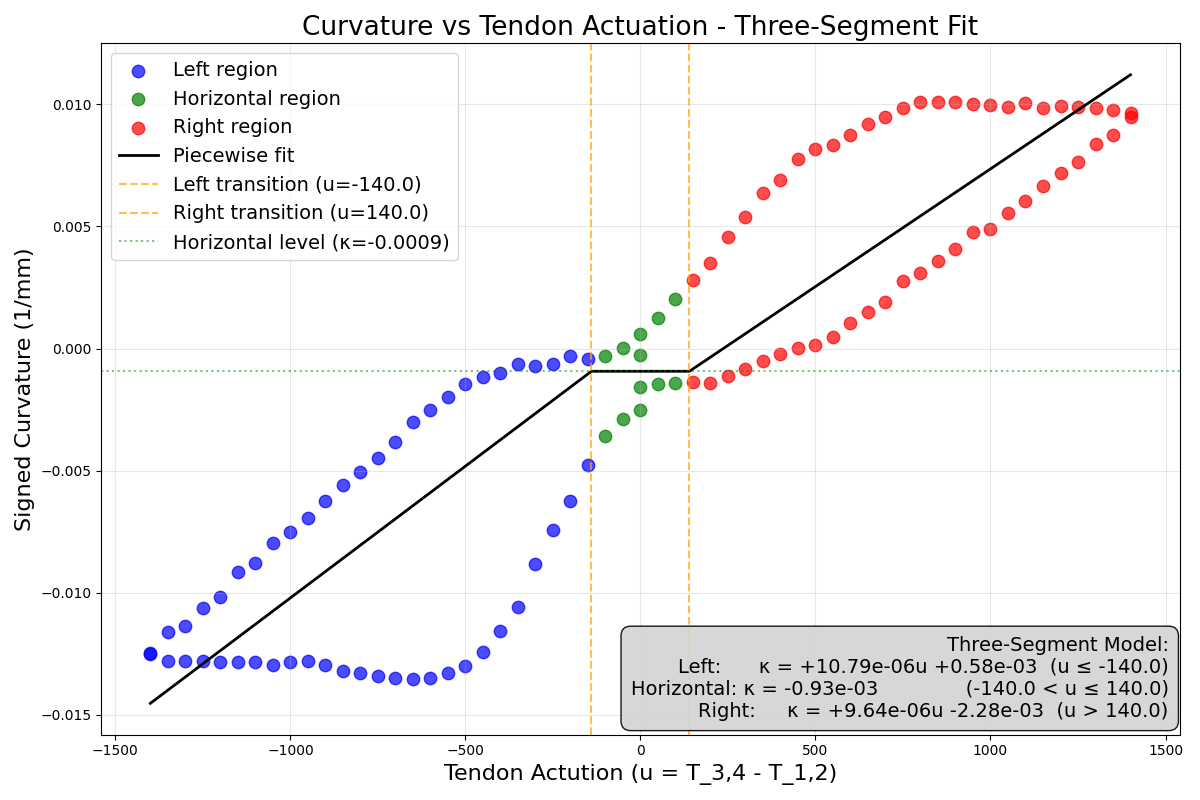 Curvature vs Tendon Actuation - Three-Segment Fit
Left region
Horizontal region
Right region
Piecewise fit
Left transition (u=-140.0)
Right transition (u=140.0)
Horizontal level (κ=-0.0009)
0.010
0.005
0.000
−0.005
−0.010
−0.015
Signed Curvature (1/mm)
Three-Segment Model:
Left: κ = +10.79e-06u +0.58e-03 (u ≤ -140.0)
Horizontal: κ = -0.93e-03 (-140.0 < u ≤ 140.0)
Right: κ = +9.64e-06u -2.28e-03 (u > 140.0)
−1500 −1000 −500 0 500 1000 1500
Tendon Actution (u = T_3,4 - T_1,2)